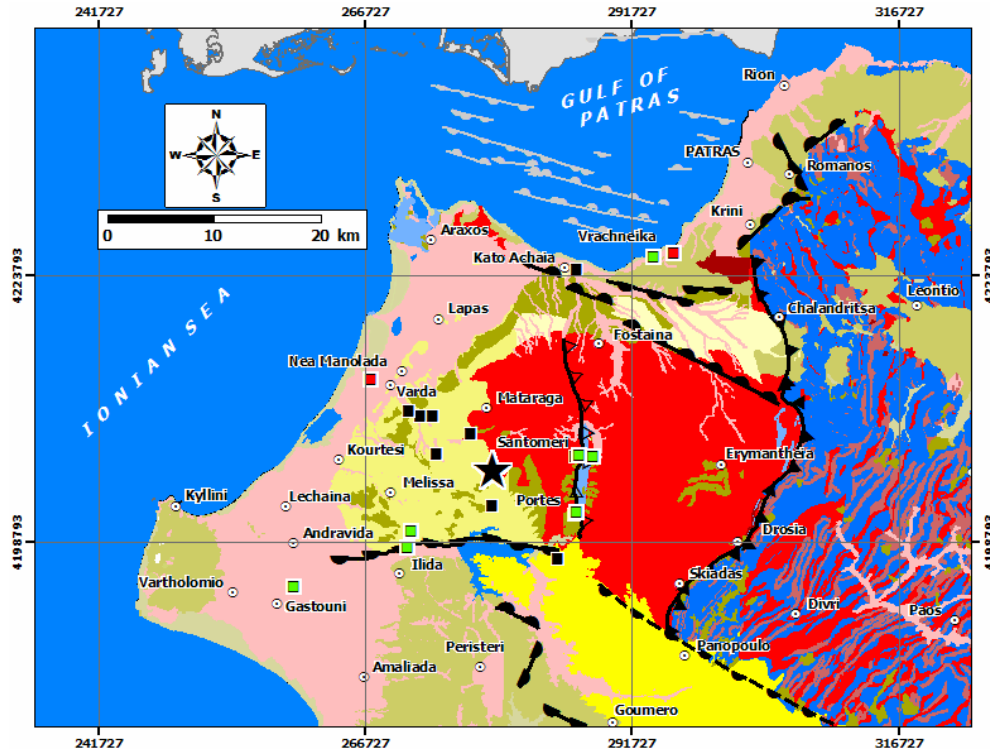 241727 266727 291727 316727
Rion
GULF OF
PATRAS
N
W E
S
PATRAS
Romanos
0 10 20 km
Krini
Araxos
Vrachneika
Kato Achaia
4223793 4223793
Leontio
Lapas
Chalandritsa
IONIAN SEA
Fostaina
Nea Manolada
Varda
Mataraga
Santomeri
Kourtesi
Erymantheia
Melissa
Kyllini
Lechaina
Portes
Andravida
Drosia
4198793 4198793
Ilida
Vartholomio
Skiadas
Gastouni
Divri
Paos
Peristeri
Panopoulo
Amaliada
Goumero
241727 266727 291727 316727